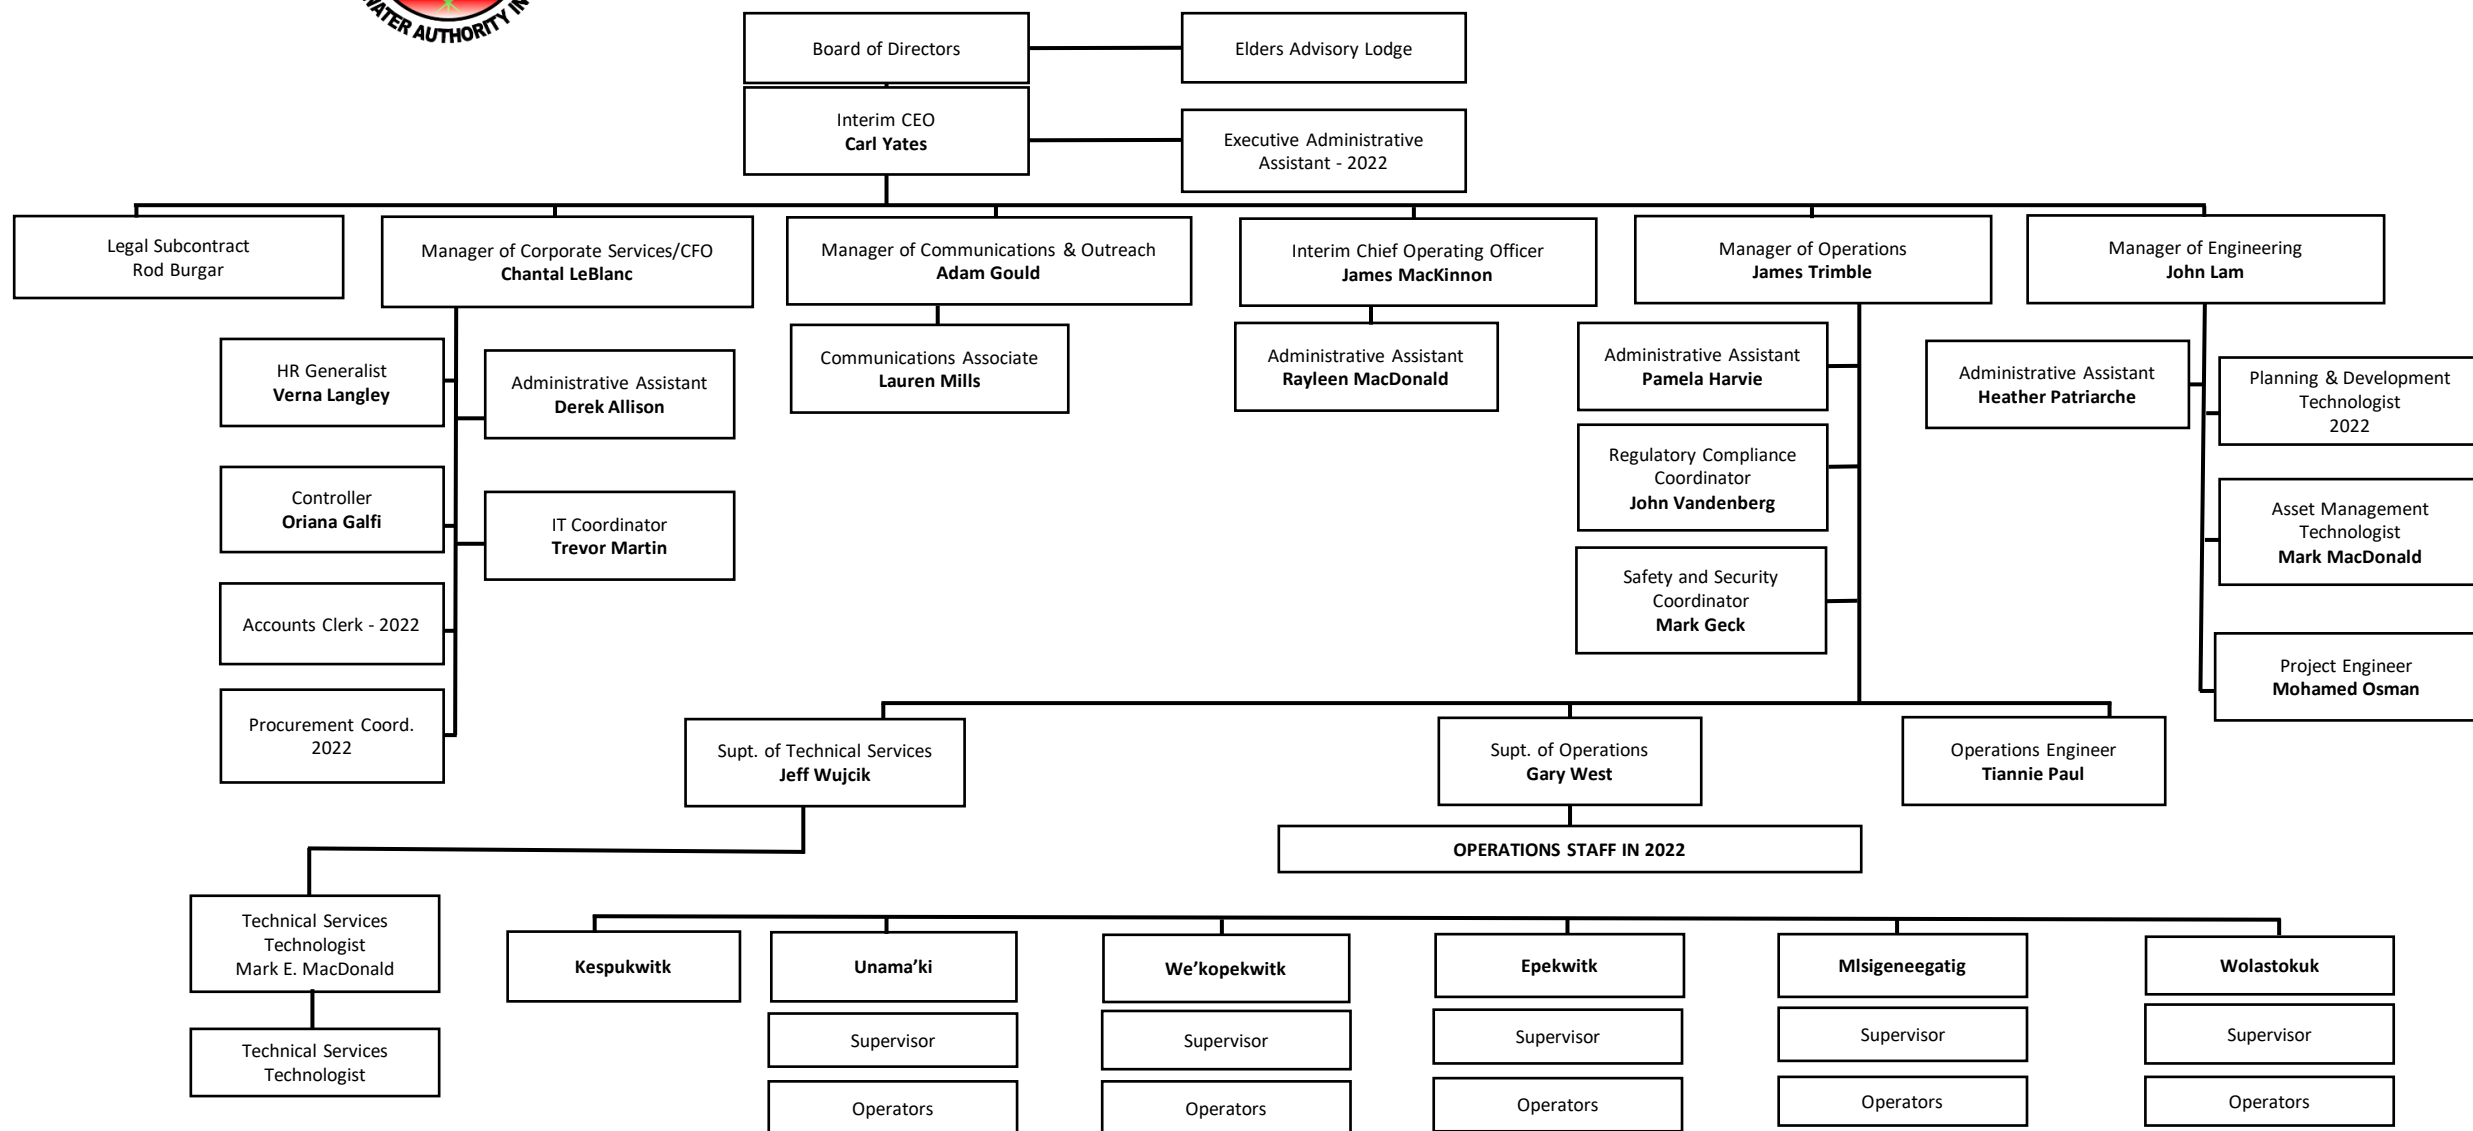 WATER AUTHORITY IN
Board of Directors
Elders Advisory Lodge
Interim CEO
Carl Yates
Executive Administrative
Assistant - 2022
Legal Subcontract
Rod Burgar
Manager of Corporate Services/CFO
Chantal LeBlanc
Manager of Communications & Outreach
Adam Gould
Interim Chief Operating Officer
James MacKinnon
Manager of Operations
James Trimble
Manager of Engineering
John Lam
HR Generalist
Verna Langley
Administrative Assistant
Derek Allison
Controller
Oriana Galfi
IT Coordinator
Trevor Martin
Accounts Clerk - 2022
Procurement Coord.
2022
Communications Associate
Lauren Mills
Administrative Assistant
Rayleen MacDonald
Administrative Assistant
Pamela Harvie
Regulatory Compliance
Coordinator
John Vandenberg
Safety and Security
Coordinator
Mark Geck
Administrative Assistant
Heather Patriarche
Planning & Development
Technologist
2022
Asset Management
Technologist
Mark MacDonald
Project Engineer
Mohamed Osman
Supt. of Technical Services
Jeff Wujcik
Supt. of Operations
Gary West
Operations Engineer
Tiannie Paul
OPERATIONS STAFF IN 2022
Technical Services
Technologist
Mark E. MacDonald
Technical Services
Technologist
Kespukwitk
Unama’ki
We’kopekwitk
Epekwitk
Mlsigeneegatig
Wolastokuk
Supervisor
Supervisor
Supervisor
Supervisor
Supervisor
Operators
Operators
Operators
Operators
Operators